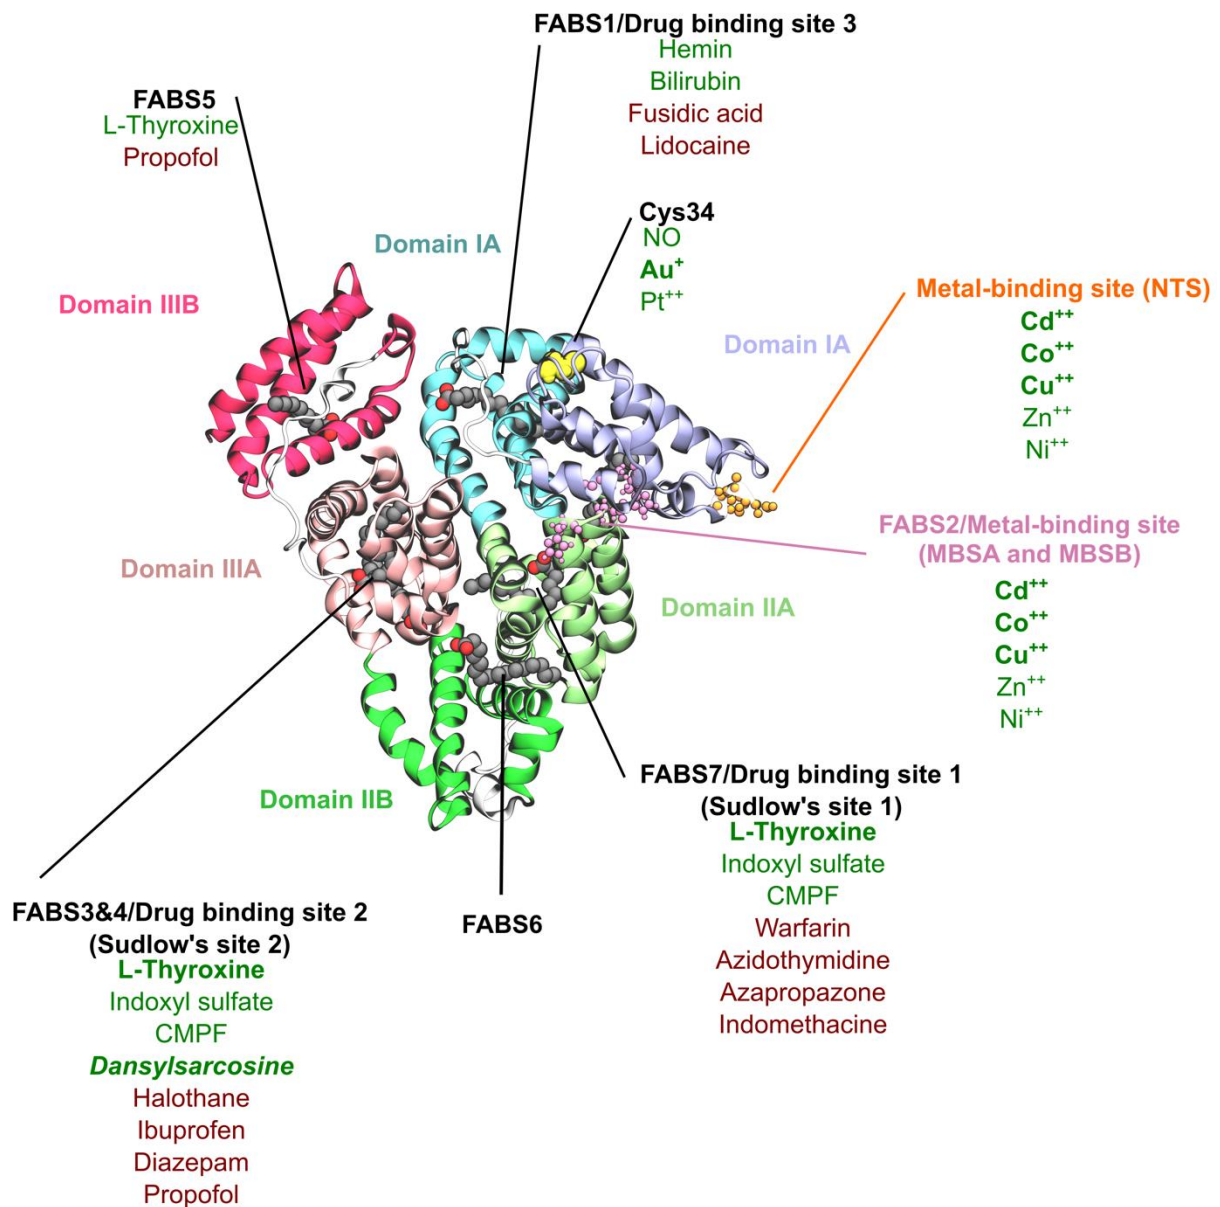 FABS1/Drug binding site 3
Hemin
Bilirubin
Fusidic acid
Lidocaine
FABS5
L-Thyroxine
Propofol
Cys34
NO
Au⁺
Pt⁺⁺
Domain IA
Domain IIIB
Domain IA
Metal-binding site (NTS)
Cd⁺⁺
Co⁺⁺
Cu⁺⁺
Zn⁺⁺
Ni⁺⁺
FABS2/Metal-binding site
(MBSA and MBSB)
Cd⁺⁺
Co⁺⁺
Cu⁺⁺
Zn⁺⁺
Ni⁺⁺
Domain IIIA
Domain IIA
Domain IIB
FABS7/Drug binding site 1
(Sudlow's site 1)
L-Thyroxine
Indoxyl sulfate
CMPF
Warfarin
Azidothymidine
Azapropazone
Indomethacine
FABS6
FABS3&4/Drug binding site 2
(Sudlow's site 2)
L-Thyroxine
Indoxyl sulfate
CMPF
Dansylsarcosine
Halothane
Ibuprofen
Diazepam
Propofol